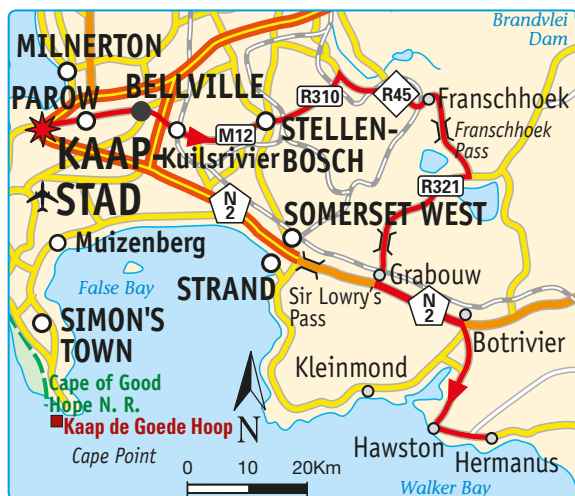 Brandvlei
Dam
MILNERTON
BELLVILLE
PAROW
R310
R45
Franschhoek
M12
STELLEN-
BOSCH
Franschhoek
Pass
KAAP-
STAD
Kuilsrivier
R321
N
2
SOMERSET WEST
Muizenberg
STRAND
Grabouw
False Bay
Sir Lowry's
Pass
N
2
SIMON'S
TOWN
Botrivier
Kleinmond
Cape of Good
Hope N. R.
Kaap de Goede Hoop
N
Cape Point
Hawston
Hermanus
0 10 20Km
Walker Bay